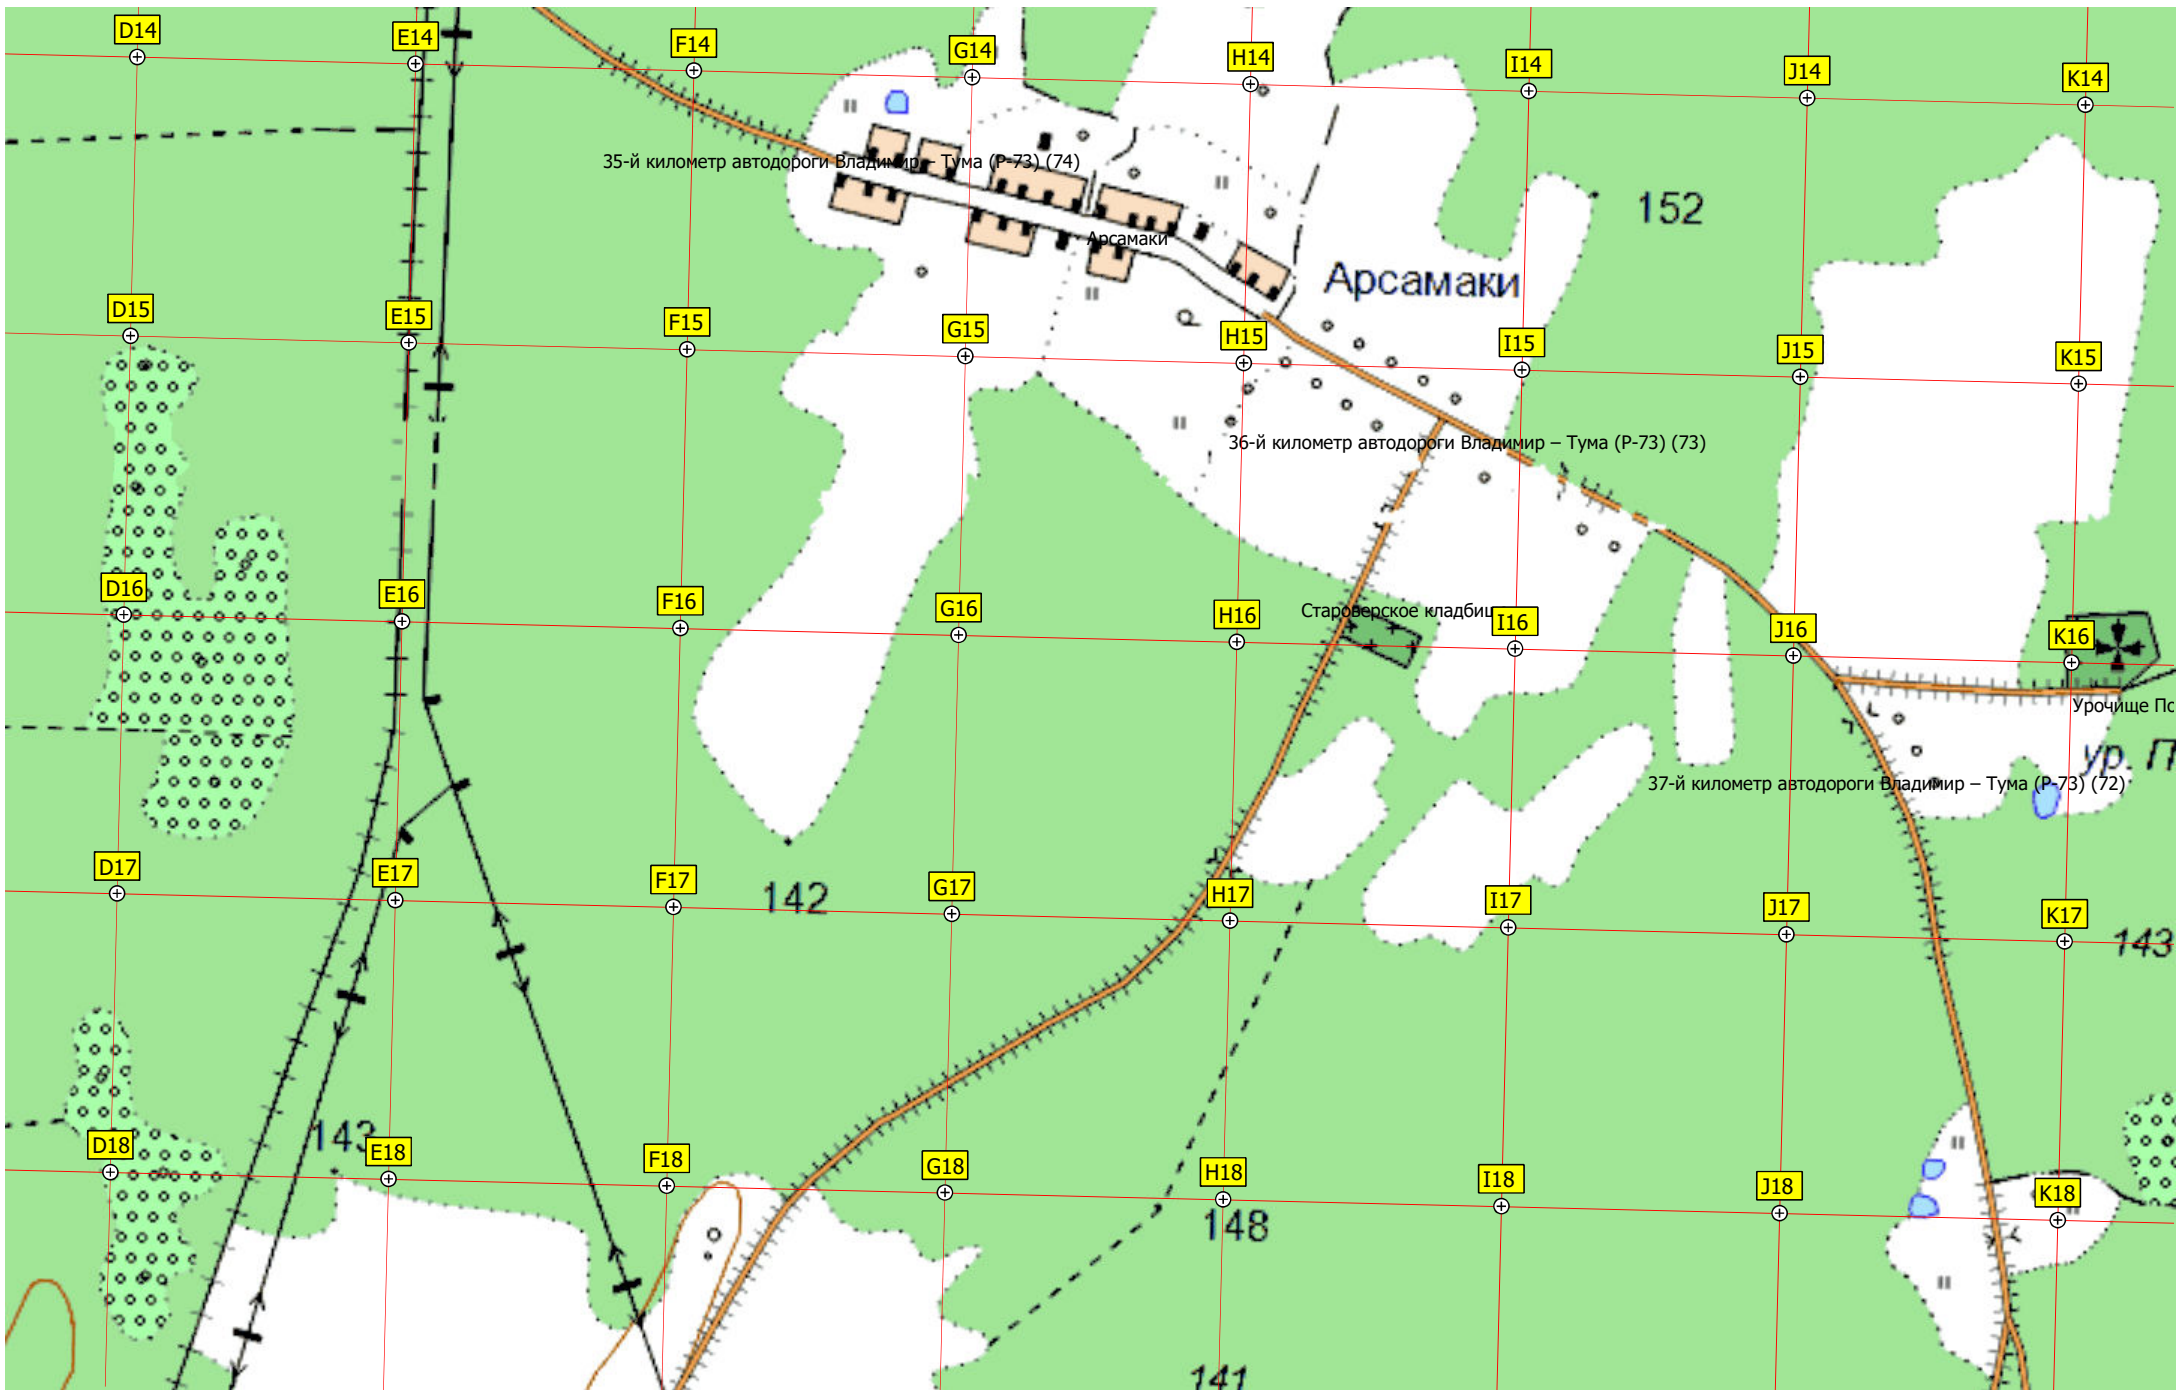 D14
E14
F14
G14
H14
I14
J14
K14
35-й километр автодороги Владимир – Тума (Р-73) (74)
152
Арсамаки
Арсамаки
D15
E15
F15
G15
H15
I15
J15
K15
36-й километр автодороги Владимир – Тума (Р-73) (73)
D16
E16
F16
G16
Староверское кладбищ
H16
I16
J16
K16
Урочище По
ур. П
37-й километр автодороги Владимир – Тума (Р-73) (72)
D17
E17
F17
142
G17
H17
I17
J17
K17
143
143
D18
E18
F18
G18
H18
I18
J18
K18
148
141